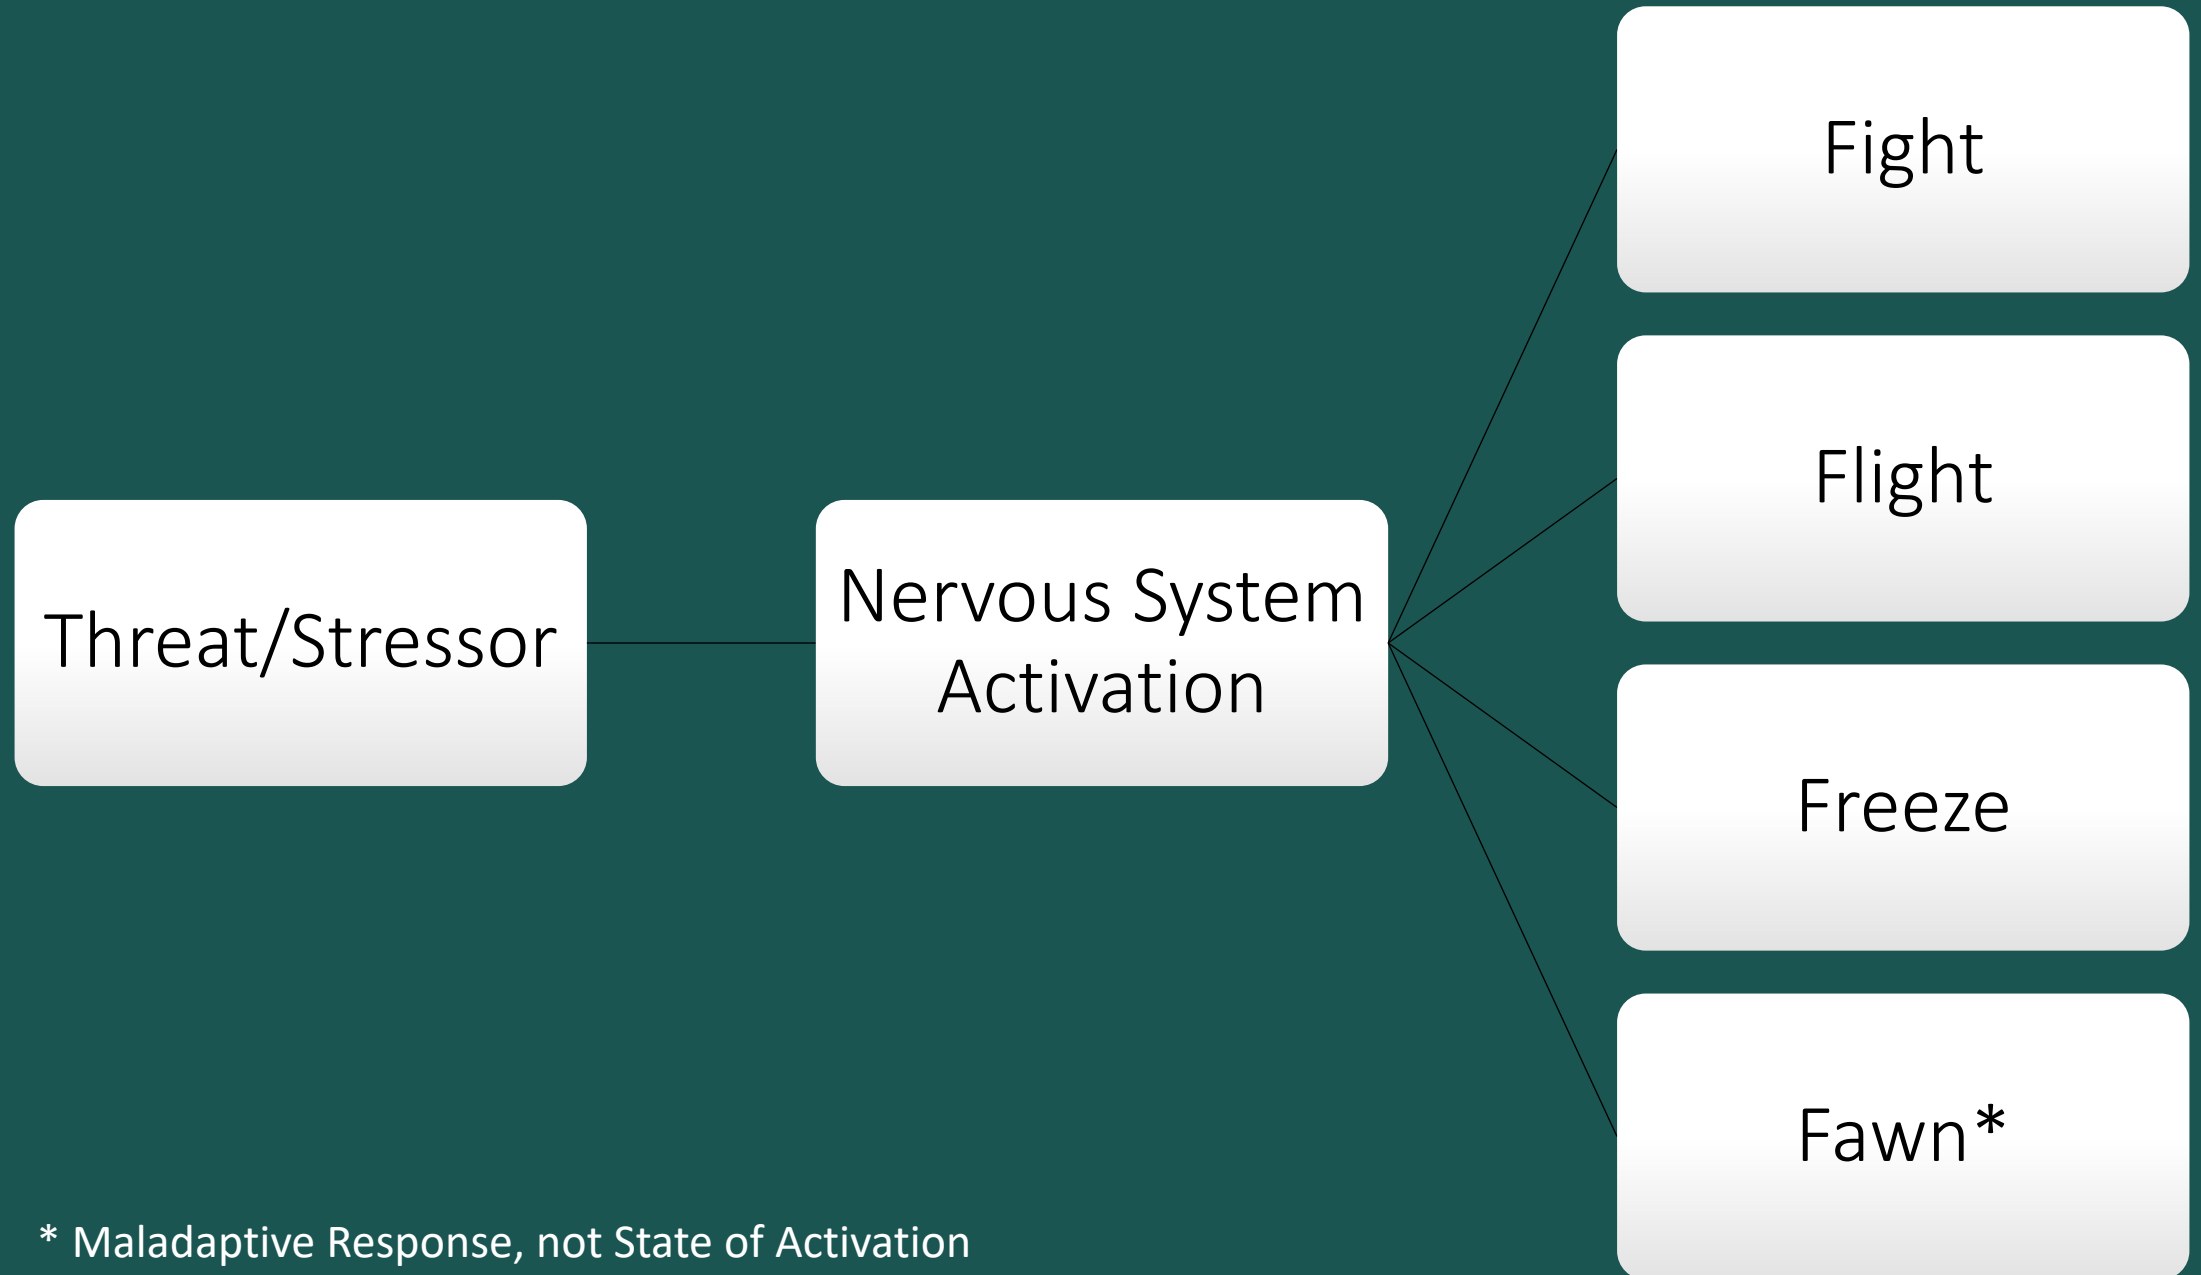 Threat/Stressor
Nervous System
Activation
Fight
Flight
Freeze
Fawn*
* Maladaptive Response, not State of Activation